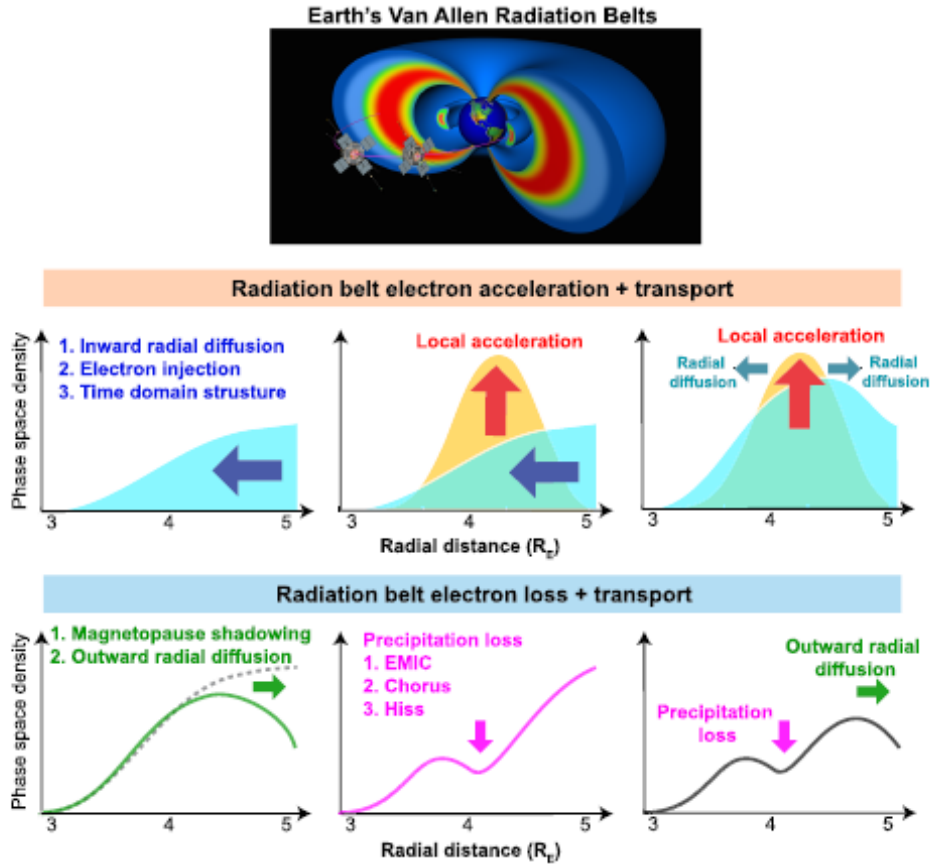 Earth's Van Allen Radiation Belts
Radiation belt electron acceleration + transport
Phase space density
1. Inward radial diffusion
2. Electron injection
3. Time domain strusture
3 4 5
Local acceleration
3 4 5
Local acceleration
Radial
diffusion
Radial
diffusion
3 4 5
Radial distance (R_E)
Radiation belt electron loss + transport
Phase space density
1. Magnetopause shadowing
2. Outward radial diffusion
3 4 5
Precipitation loss
1. EMIC
2. Chorus
3. Hiss
3 4 5
Outward radial
diffusion
Precipitation
loss
3 4 5
Radial distance (R_E)